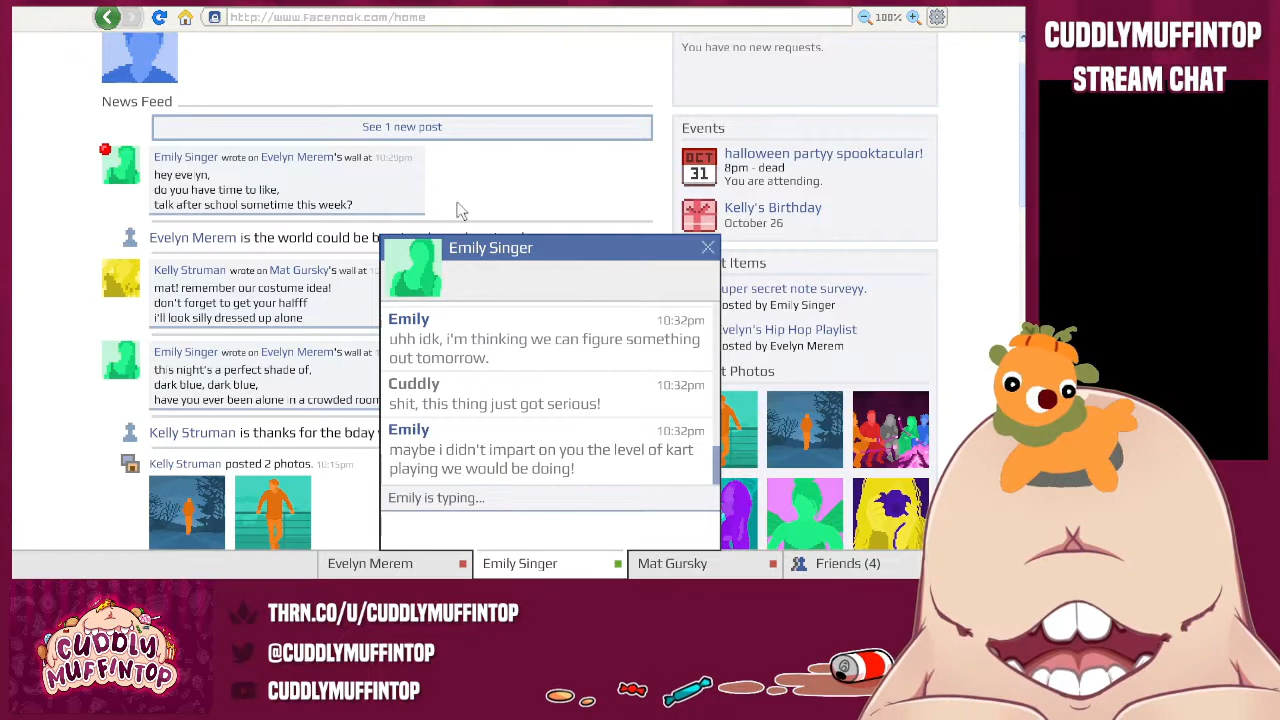 http://www.Facenook.com/home
100%
CUDDLYMUFFINTOP
STREAM CHAT
You have no new requests.
News Feed
See 1 new post
Emily Singer wrote on Evelyn Merem's wall at 10:29pm
hey evelyn,
do you have time to like,
talk after school sometime this week?
Evelyn Merem is the world could be b
Kelly Struman wrote on Mat Gursky's wall at 1
mat! remember our costume idea!
don't forget to get your halfff
i'll look silly dressed up alone
Emily Singer wrote on Evelyn Merem's wall at
this night's a perfect shade of,
dark blue, dark blue,
have you ever been alone in a crowded room
Kelly Struman is thanks for the bday
Kelly Struman posted 2 photos. 10:15pm
Events
OCT
31
halloween partyy spooktacular!
8pm - dead
You are attending.
Kelly's Birthday
October 26
t Items
uper secret note surveyy.
osted by Emily Singer
velyn's Hip Hop Playlist
osted by Evelyn Merem
t Photos
Emily Singer
Emily 10:32pm
uhh idk, i'm thinking we can figure something
out tomorrow.
Cuddly 10:32pm
shit, this thing just got serious!
Emily 10:32pm
maybe i didn't impart on you the level of kart
playing we would be doing!
Emily is typing...
Evelyn Merem
Emily Singer
Mat Gursky
Friends (4)
CUDDLY
MUFFINTOP
THRN.CO/U/CUDDLYMUFFINTOP
@CUDDLYMUFFINTOP
CUDDLYMUFFINTOP